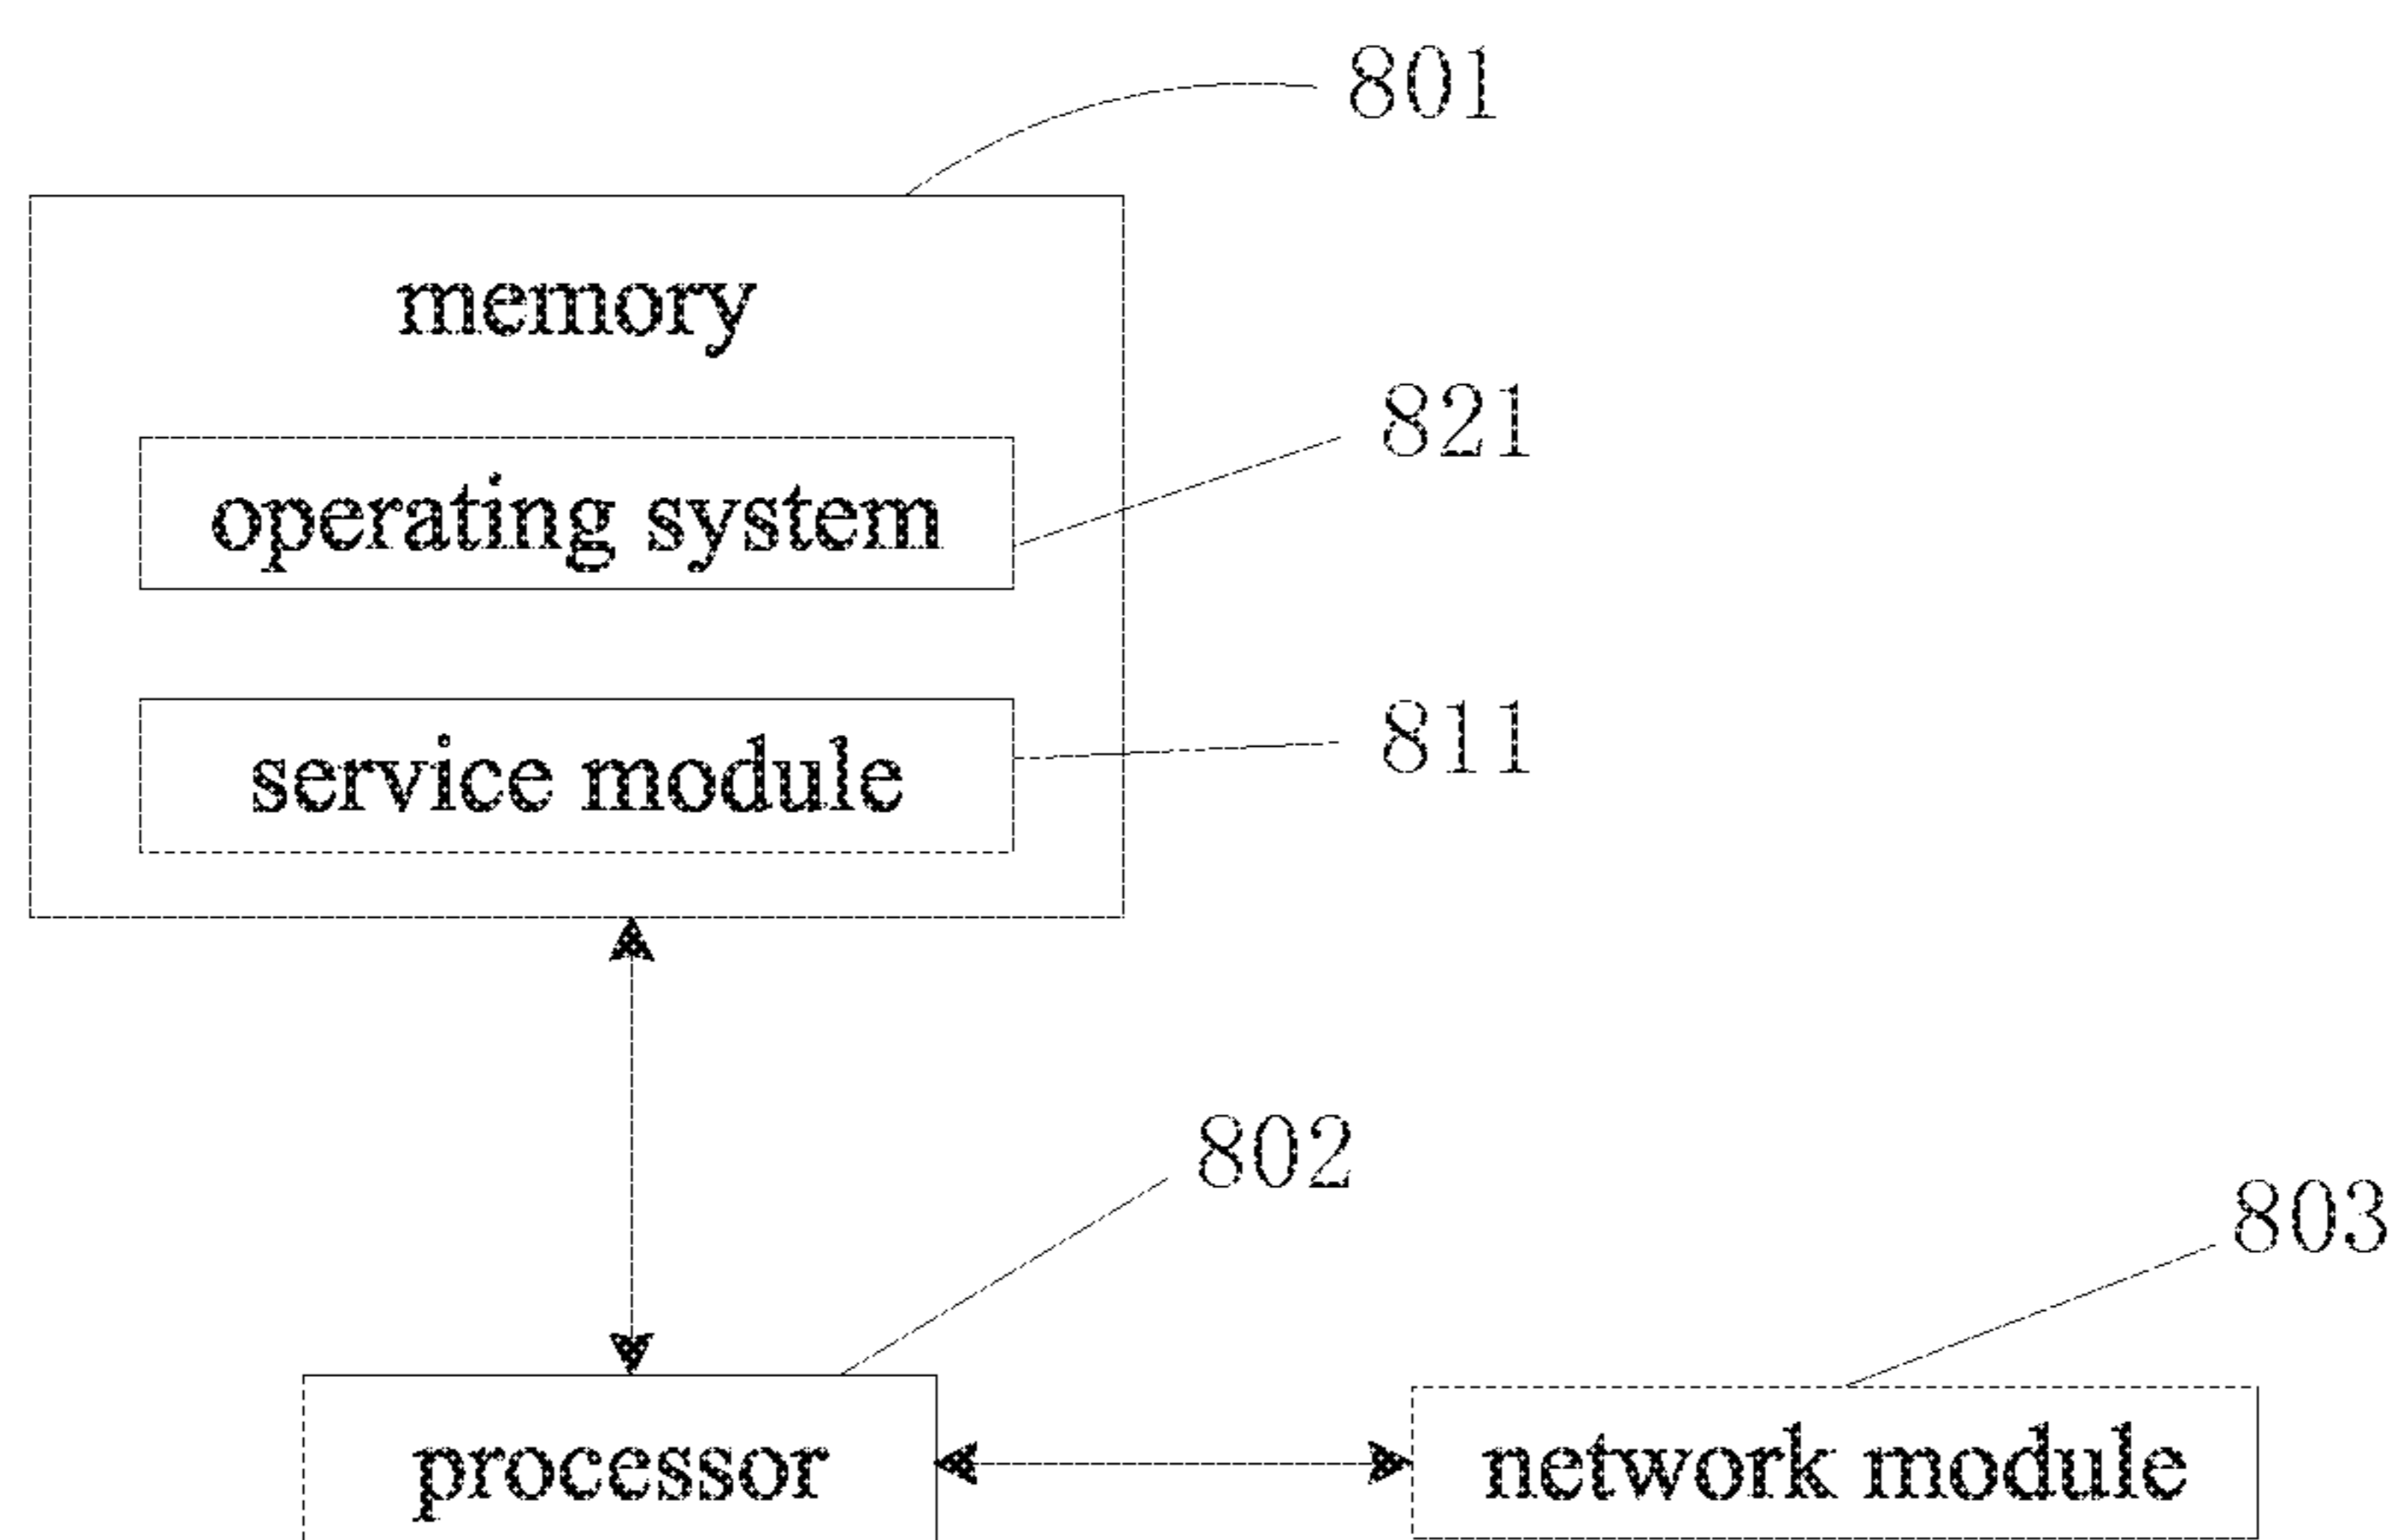 801
memory
821
operating system
811
service module
802
803
processor
network module